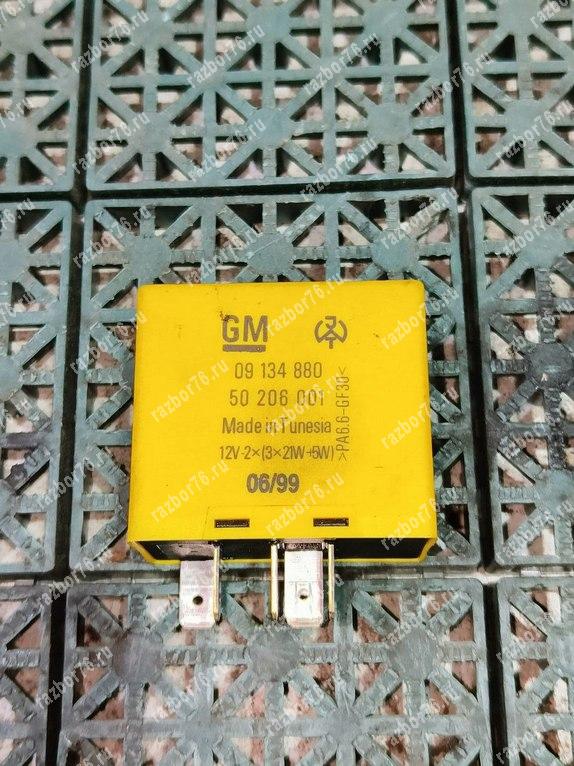 GM
09 134 880
50 206 001
Made in Tunesia
12V-2×(3×21W+5W)
06/99
>PA6.6-GF30<
razbor76.ru